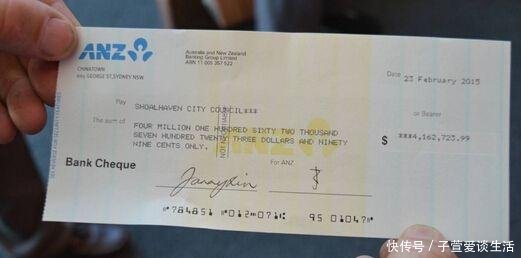 ANZ
Australia and New Zealand
Banking Group Limited
ABN 11 005 357 522
CHINATOWN
665 GEORGE ST, SYDNEY NSW
Date 23 February 2015
Pay SHOALHAVEN CITY COUNCIL*** or Bearer
The sum of FOUR MILLION ONE HUNDRED SIXTY TWO THOUSAND
SEVEN HUNDRED TWENTY THREE DOLLARS AND NINETY
NINE CENTS ONLY.
$ ***4,162,723.99
NOT NEGOTIABLE
Bank Cheque
For ANZ
快传号/子萱爱谈生活